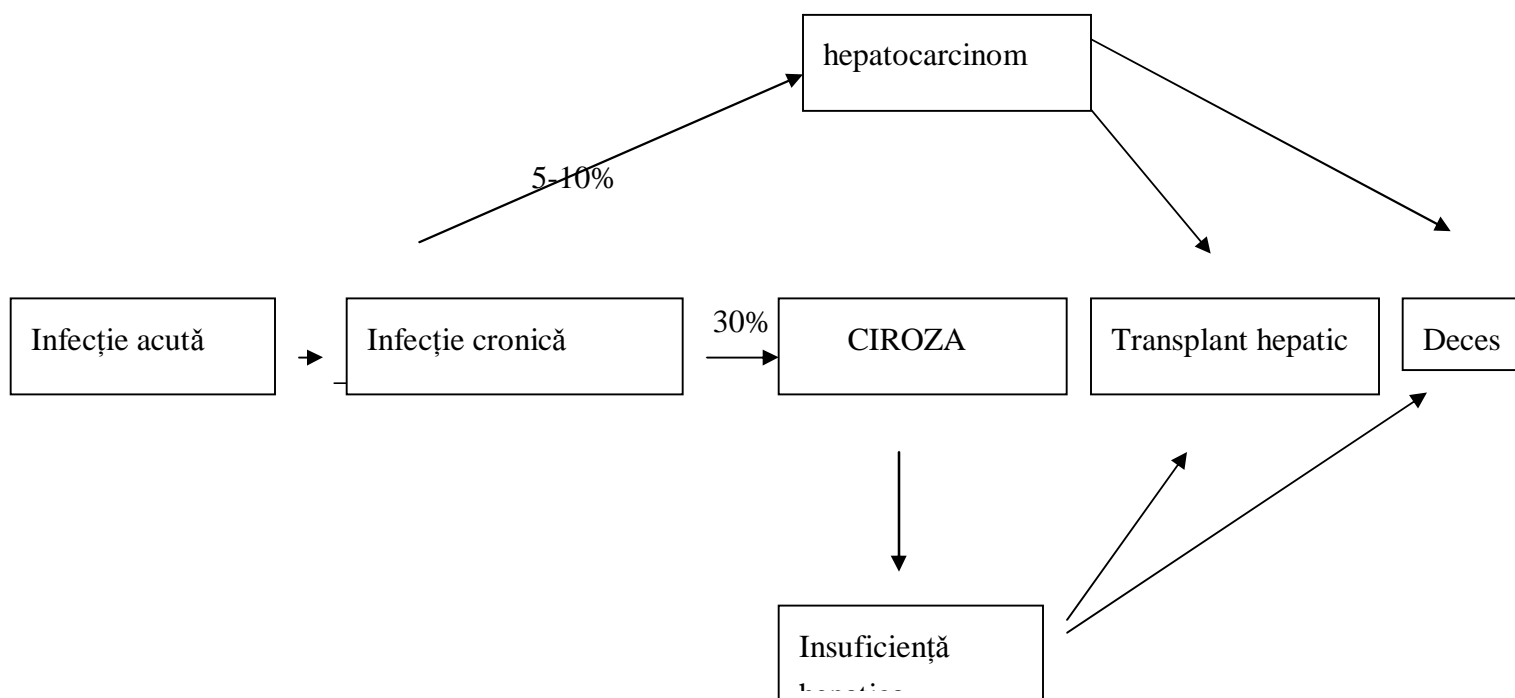 hepatocarcinom
5-10%
Infecție acută
Infecție cronică
30%
CIROZA
Transplant hepatic
Deces
Insuficiență